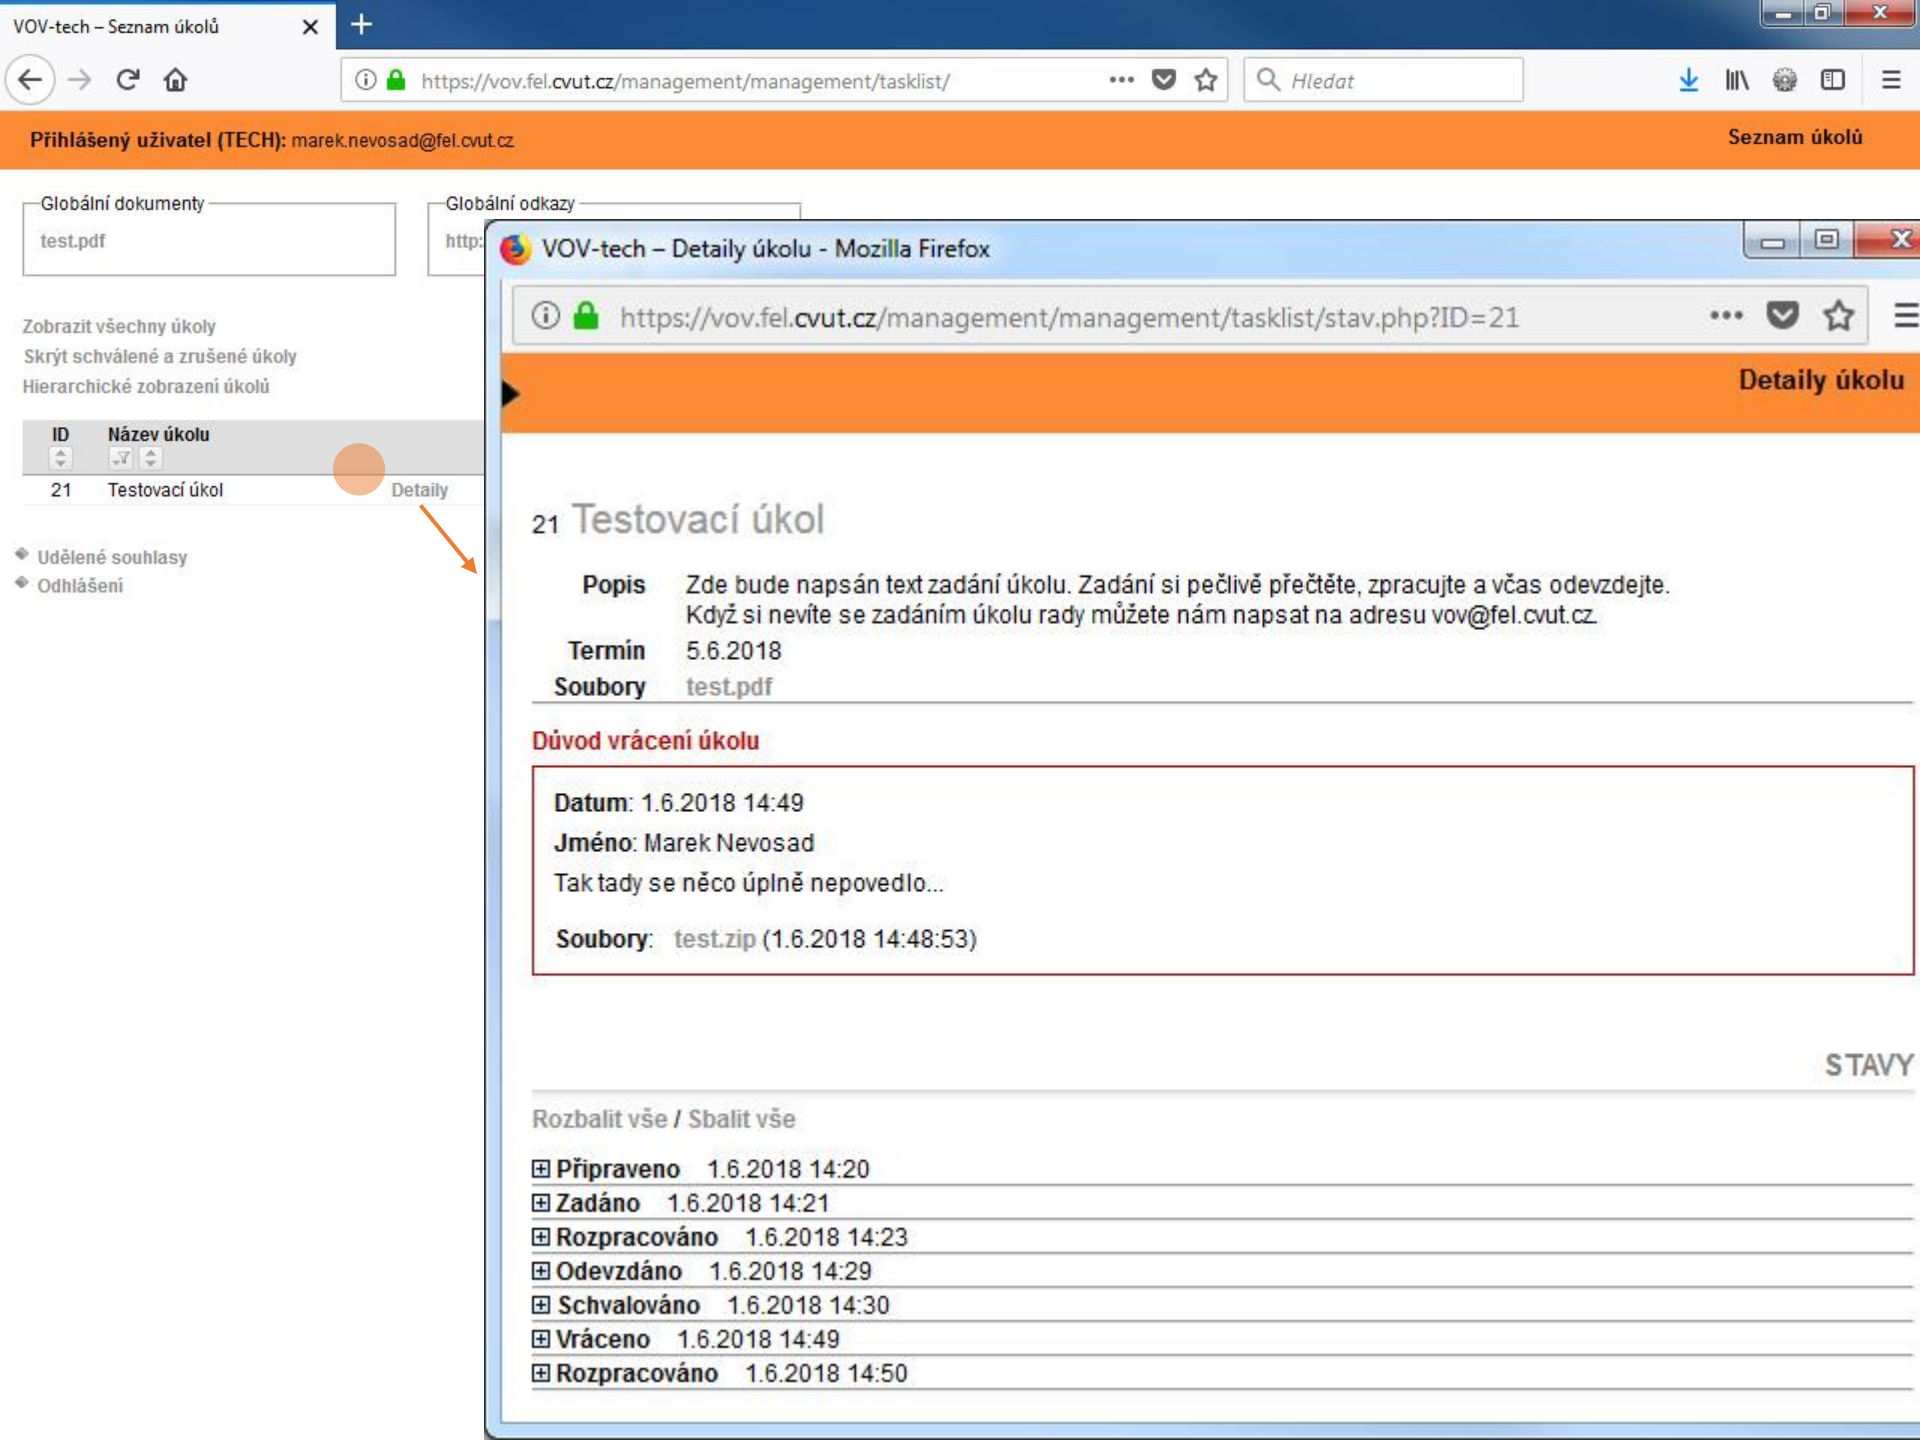 VOV-tech – Seznam úkolů
https://vov.fel.cvut.cz/management/management/tasklist/
Hledat
Přihlášený uživatel (TECH): marek.nevosad@fel.cvut.cz
Seznam úkolů
Globální dokumenty
test.pdf
Globální odkazy
http:
Zobrazit všechny úkoly
Skrýt schválené a zrušené úkoly
Hierarchické zobrazení úkolů
ID Název úkolu
21 Testovací úkol Detaily
Udělené souhlasy
Odhlášení
VOV-tech – Detaily úkolu - Mozilla Firefox
https://vov.fel.cvut.cz/management/management/tasklist/stav.php?ID=21
Detaily úkolu
21 Testovací úkol
Popis Zde bude napsán text zadání úkolu. Zadání si pečlivě přečtěte, zpracujte a včas odevzdejte.
Když si nevíte se zadáním úkolu rady můžete nám napsat na adresu vov@fel.cvut.cz.
Termín 5.6.2018
Soubory test.pdf
Důvod vrácení úkolu
Datum: 1.6.2018 14:49
Jméno: Marek Nevosad
Tak tady se něco úplně nepovedlo...
Soubory: test.zip (1.6.2018 14:48:53)
STAVY
Rozbalit vše / Sbalit vše
Připraveno 1.6.2018 14:20
Zadáno 1.6.2018 14:21
Rozpracováno 1.6.2018 14:23
Odevzdáno 1.6.2018 14:29
Schvalováno 1.6.2018 14:30
Vráceno 1.6.2018 14:49
Rozpracováno 1.6.2018 14:50